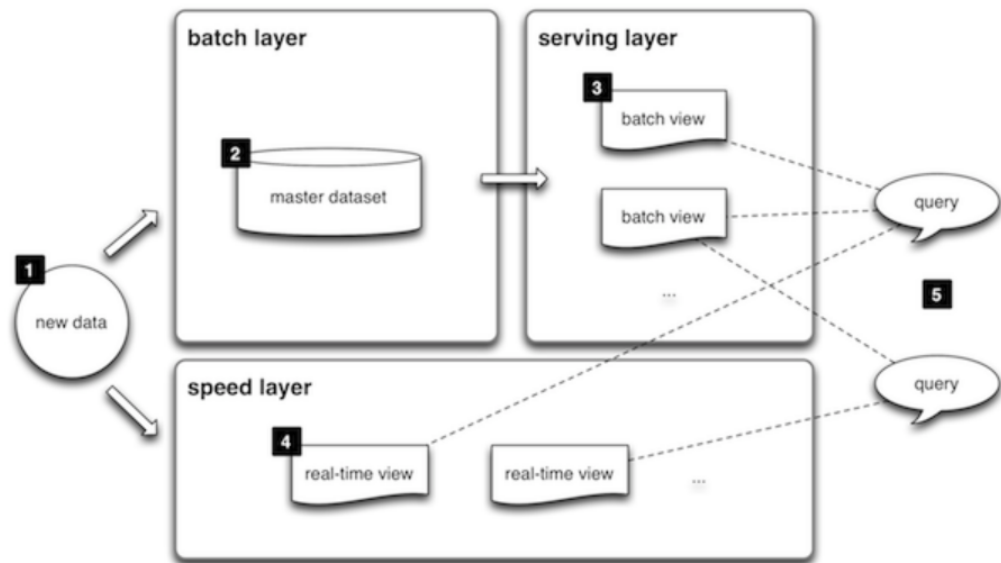 batch layer
serving layer
3
batch view
2
master dataset
batch view
query
1
new data
...
5
speed layer
query
4
real-time view
real-time view
...